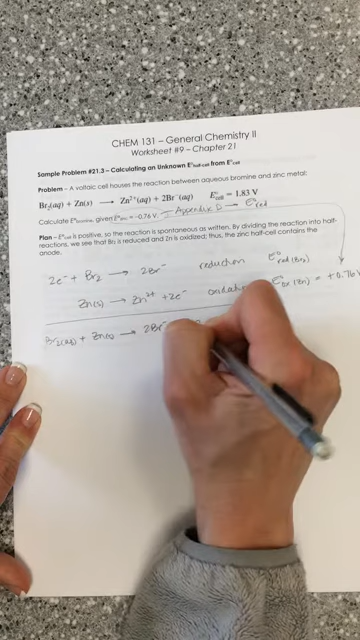 CHEM 131 – General Chemistry II
Worksheet #9 – Chapter 21
Sample Problem #21.3 – Calculating an Unknown E°half-cell from E°cell
Problem – A voltaic cell houses the reaction between aqueous bromine and zinc metal:
Br₂(aq) + Zn(s) ⟶ Zn²⁺(aq) + 2Br⁻(aq) E°cell = 1.83 V
Calculate E° given E°zinc = −0.76 V. Appendix D → E°red
Plan – E°cell is positive, so the reaction is spontaneous as written. By dividing the reaction into half-
reactions, we see that Br₂ is reduced and Zn is oxidized; thus, the zinc half-cell contains the
anode.
2e⁻ + Br₂ ⟶ 2Br⁻ reduction E°red (Br₂)
Zn(s) ⟶ Zn²⁺ + 2e⁻ E°ox (Zn) = +0.76 V
Br₂(aq) + Zn(s) ⟶ 2Br⁻